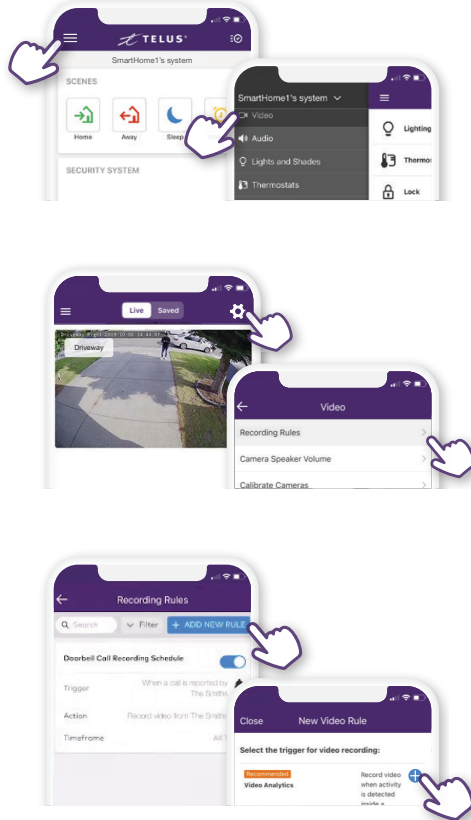 TELUS
SmartHome1's system
SCENES
Home
Away
Sleep
SECURITY SYSTEM
SmartHome1's system
Video
Audio
Lights and Shades
Thermostats
Lighting
Lock
Live
Saved
Driveway
Video
Recording Rules
Camera Speaker Volume
Calibrate Cameras
Recording Rules
Search
Filter
+ ADD NEW RULE
Doorbell Call
Recording Schedule
Trigger
When a call is reported by
The Smiths
Action
Record video from The Smiths
Timeframe
All
Close
New Video Rule
Select the trigger for video recording:
Recommended
Video Analytics
Record video
when activity
is detected
inside a